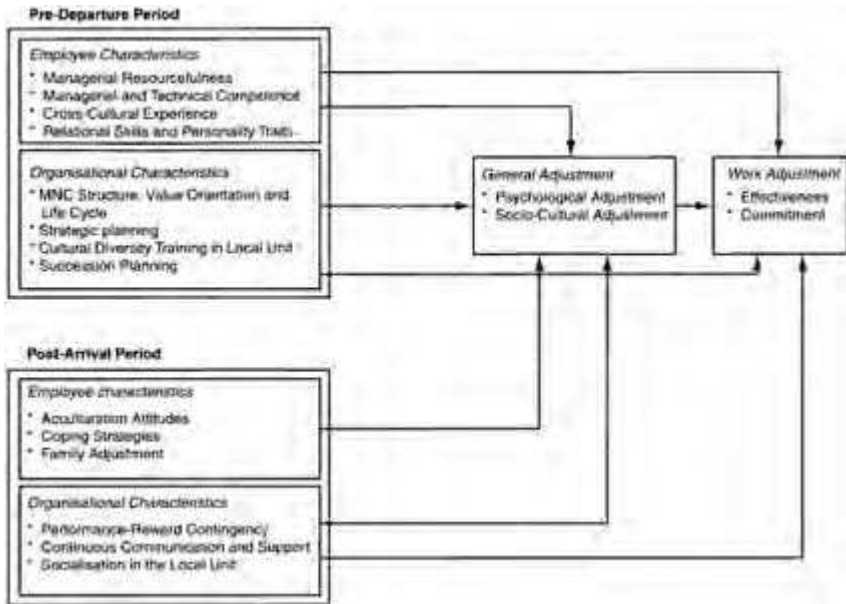 Pre-Departure Period
Employee Characteristics
* Managerial Resourcefulness
* Managerial and Technical Competence
* Cross-Cultural Experience
* Relational Skills and Personality Traits
Organisational Characteristics
* MNC Structure, Value Orientation and
Life Cycle
* Strategic planning
* Cultural Diversity Training in Local Unit
* Succession Planning
General Adjustment
* Psychological Adjustment
* Socio-Cultural Adjustment
Work Adjustment
* Effectiveness
* Commitment
Post-Arrival Period
Employee characteristics
* Aculturation Attitudes
* Coping Strategies
* Family Adjustment
Organisational Characteristics
* Performance-Reward Contingency
* Continuous Communication and Support
* Socialisation in the Local Unit